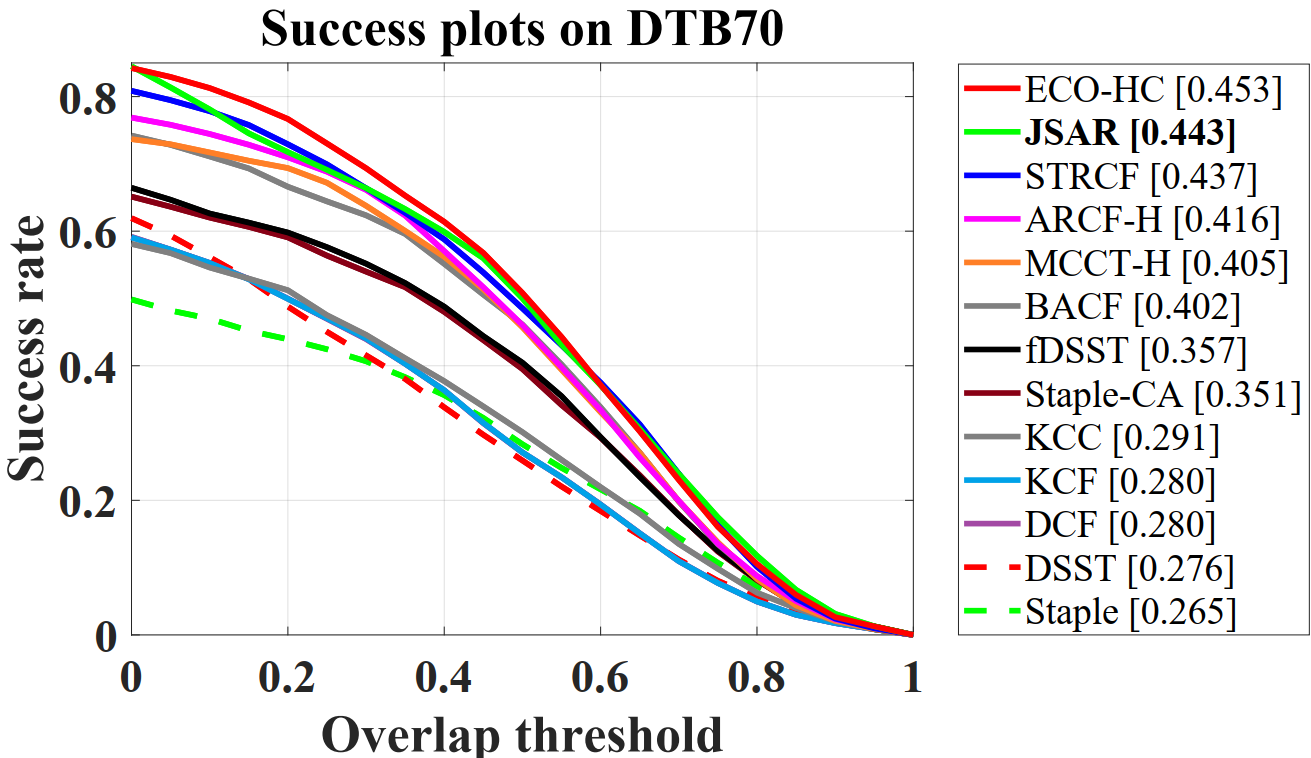 Success plots on DTB70
Success rate
0.8
0.6
0.4
0.2
0
0 0.2 0.4 0.6 0.8 1
Overlap threshold
ECO-HC [0.453]
JSAR [0.443]
STRCF [0.437]
ARCF-H [0.416]
MCCT-H [0.405]
BACF [0.402]
fDSST [0.357]
Staple-CA [0.351]
KCC [0.291]
KCF [0.280]
DCF [0.280]
DSST [0.276]
Staple [0.265]